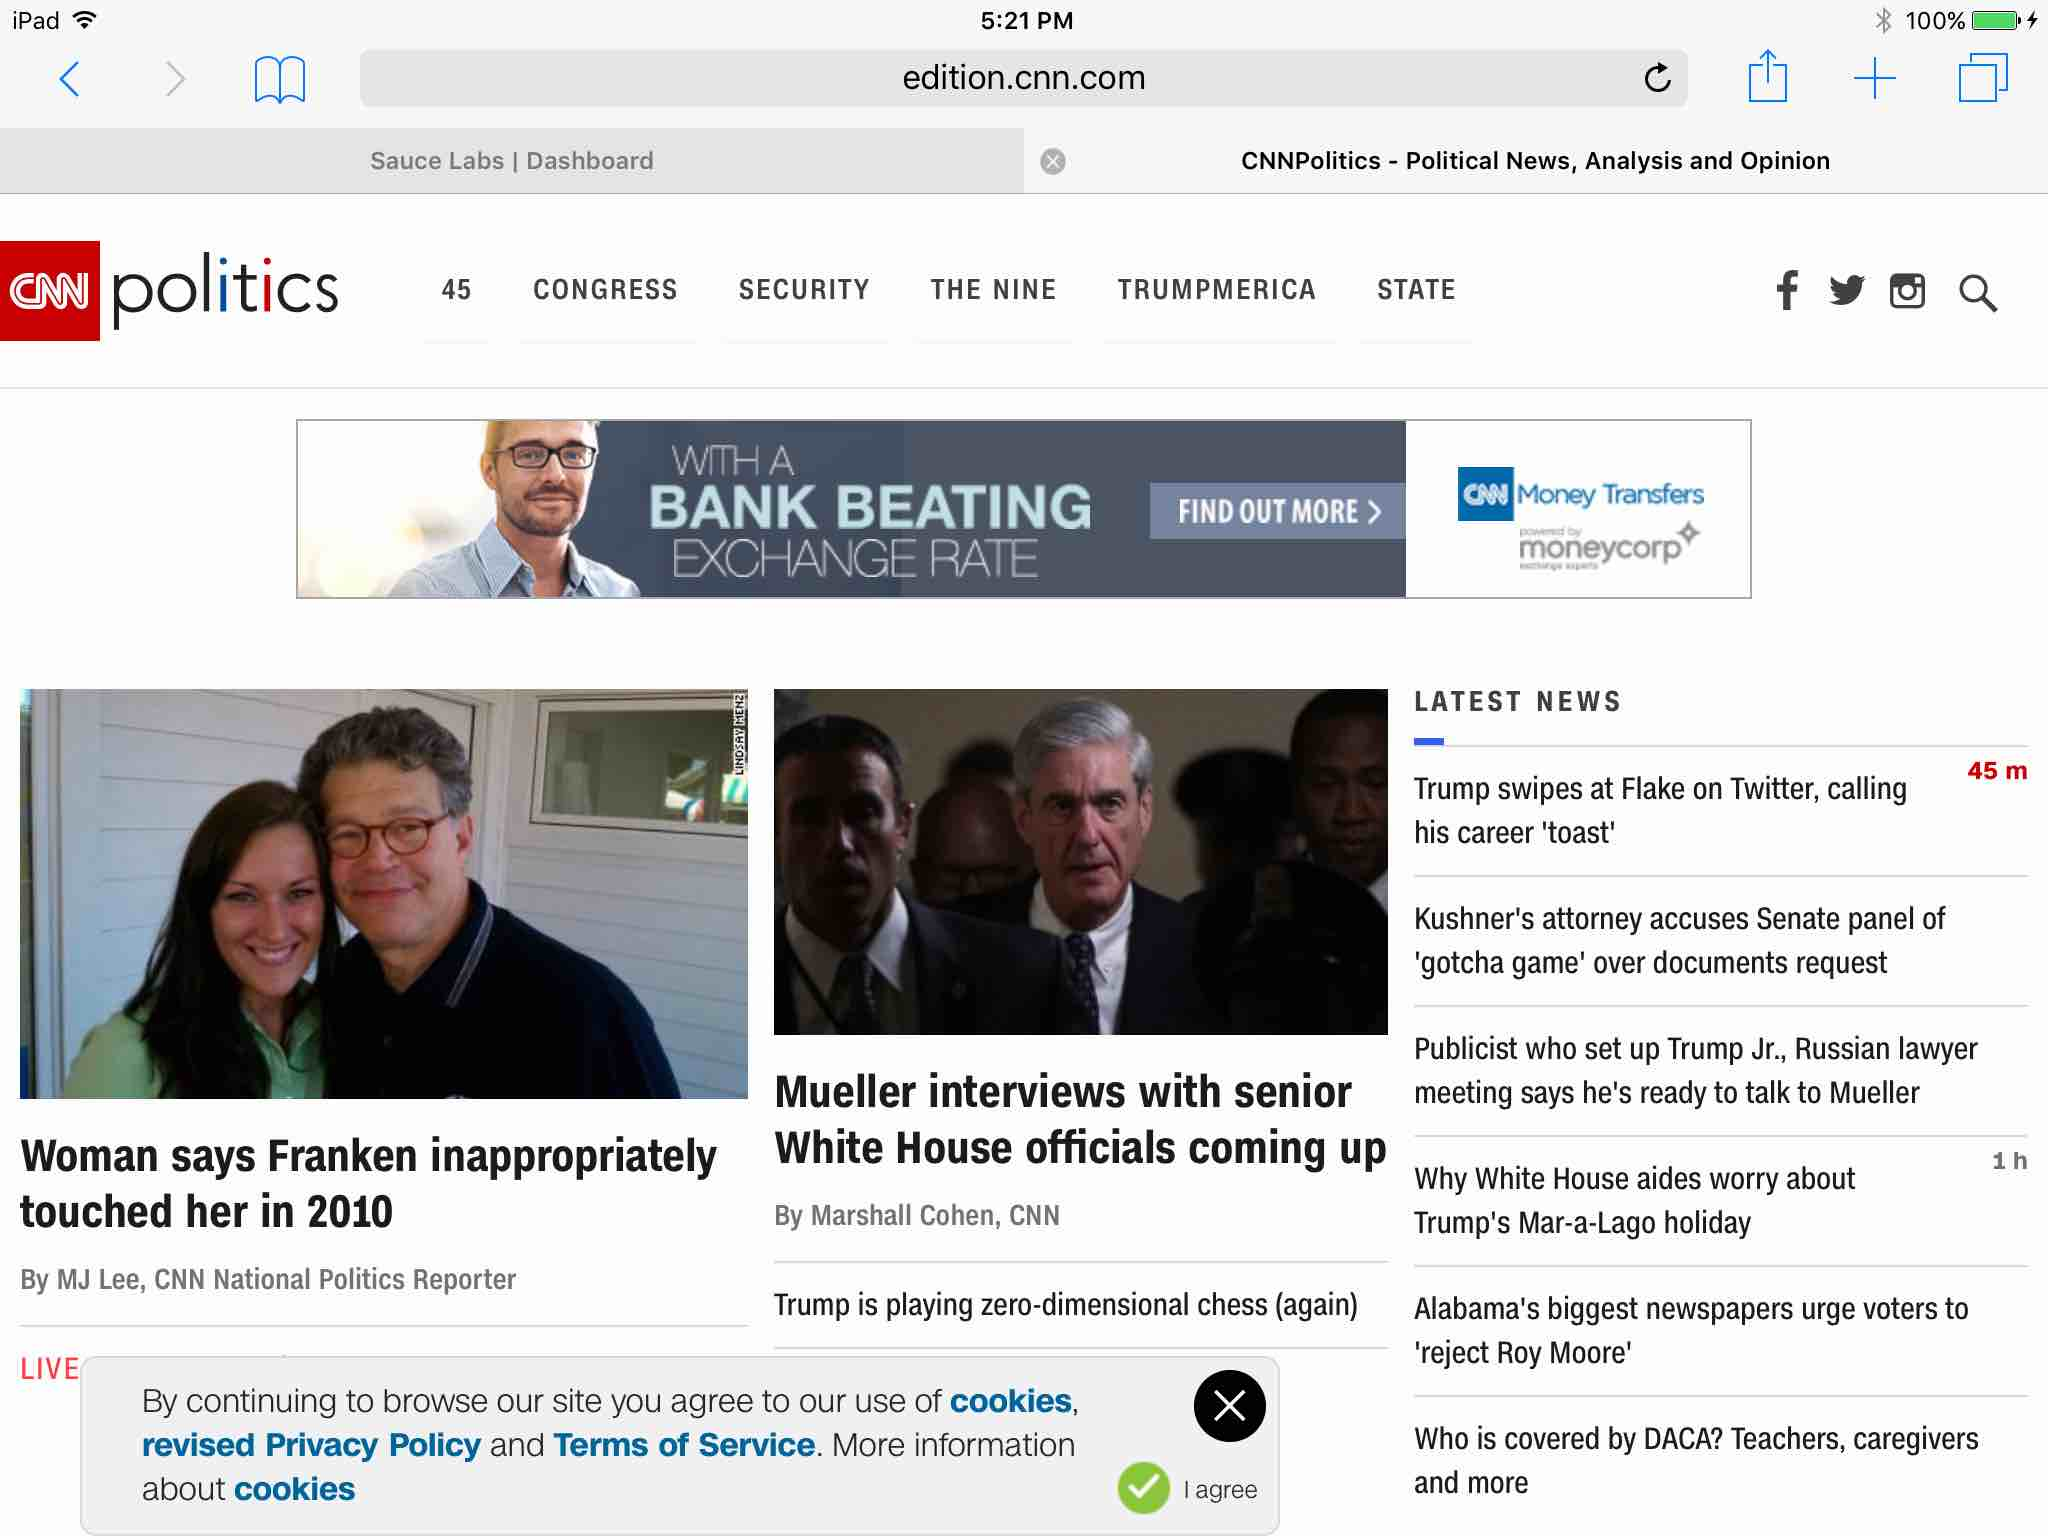 iPad
5:21 PM
100%
edition.cnn.com
Sauce Labs | Dashboard
CNNPolitics - Political News, Analysis and Opinion
CNN politics
45
CONGRESS
SECURITY
THE NINE
TRUMPMERICA
STATE
WITH A
BANK BEATING
EXCHANGE RATE
FIND OUT MORE >
CNN Money Transfers
powered by
moneycorp
exchange experts
LINDSAY MENZ
Woman says Franken inappropriately
touched her in 2010
By MJ Lee, CNN National Politics Reporter
LIVE
Mueller interviews with senior
White House officials coming up
By Marshall Cohen, CNN
Trump is playing zero-dimensional chess (again)
LATEST NEWS
45 m
Trump swipes at Flake on Twitter, calling
his career 'toast'
Kushner's attorney accuses Senate panel of
'gotcha game' over documents request
Publicist who set up Trump Jr., Russian lawyer
meeting says he's ready to talk to Mueller
1 h
Why White House aides worry about
Trump's Mar-a-Lago holiday
Alabama's biggest newspapers urge voters to
'reject Roy Moore'
Who is covered by DACA? Teachers, caregivers
and more
By continuing to browse our site you agree to our use of cookies,
revised Privacy Policy and Terms of Service. More information
about cookies
I agree